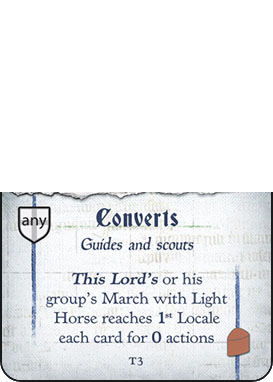 any
Converts
Guides and scouts
This Lord's or his
group's March with Light
Horse reaches 1st Locale
each card for 0 actions
T3